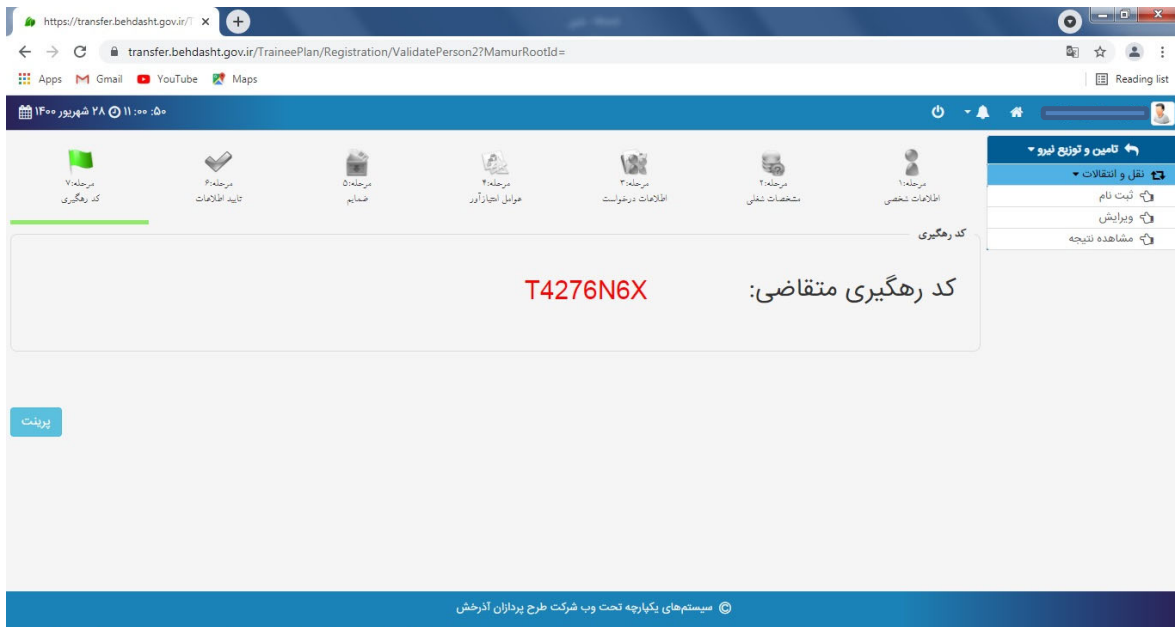 https://transfer.behdasht.gov.ir/T
transfer.behdasht.gov.ir/TraineePlan/Registration/ValidatePerson2?MamurRootId=
Apps Gmail YouTube Maps Reading list
۲۸ شهریور ۱۴۰۰ ۱۱:۰۰:۵۰
تامین و توزیع نیرو
نقل و انتقالات
ثبت نام
ویرایش
مشاهده نتیجه
مرحله:۱
اطلاعات شخصی
مرحله:۲
مشخصات شغلی
مرحله:۳
اطلاعات درخواست
مرحله:۴
عوامل امتیازآور
مرحله:۵
ضمایم
مرحله:۶
تایید اطلاعات
مرحله:۷
کد رهگیری
کد رهگیری
کد رهگیری متقاضی: T4276N6X
پرینت
© سیستم‌های یکپارچه تحت وب شرکت طرح پردازان آذرخش